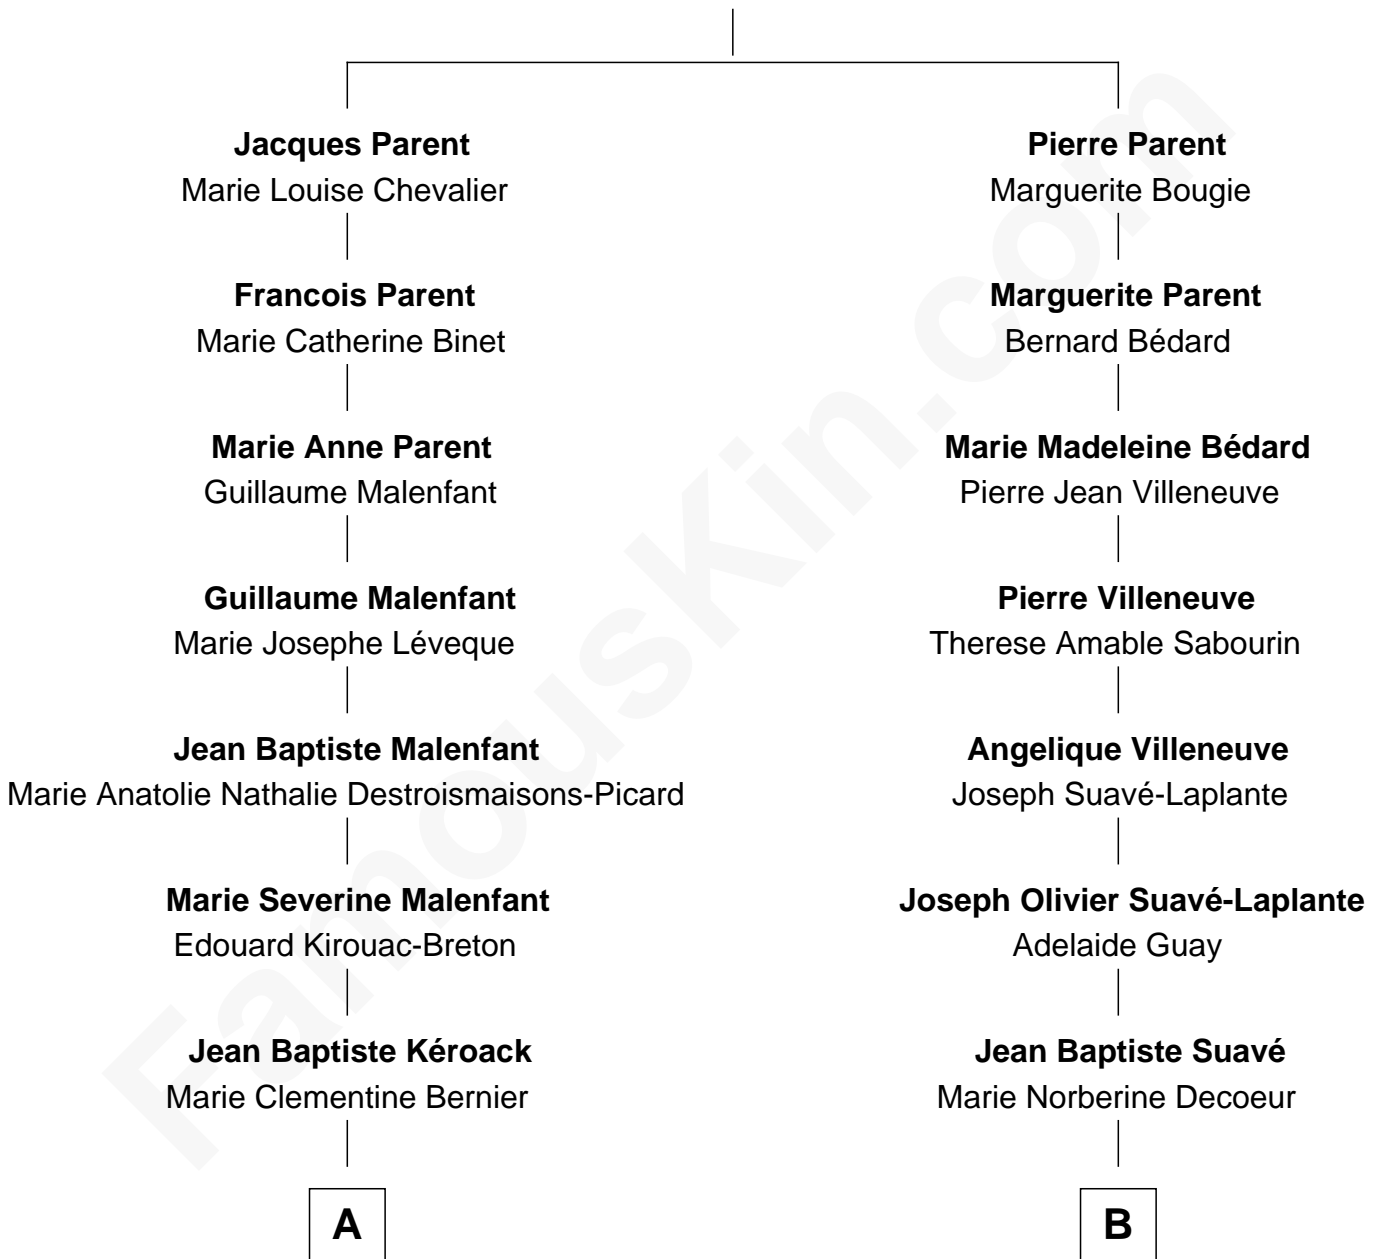 Jacques Parent
Marie Louise Chevalier
Francois Parent
Marie Catherine Binet
Marie Anne Parent
Guillaume Malenfant
Guillaume Malenfant
Marie Josephe Léveque
Jean Baptiste Malenfant
Marie Anatolie Nathalie Destroismaisons-Picard
Marie Severine Malenfant
Edouard Kirouac-Breton
Jean Baptiste Kéroack
Marie Clementine Bernier
A
Pierre Parent
Marguerite Bougie
Marguerite Parent
Bernard Bédard
Marie Madeleine Bédard
Pierre Jean Villeneuve
Pierre Villeneuve
Therese Amable Sabourin
Angelique Villeneuve
Joseph Suavé-Laplante
Joseph Olivier Suavé-Laplante
Adelaide Guay
Jean Baptiste Suavé
Marie Norberine Decoeur
B
FamousKin.com